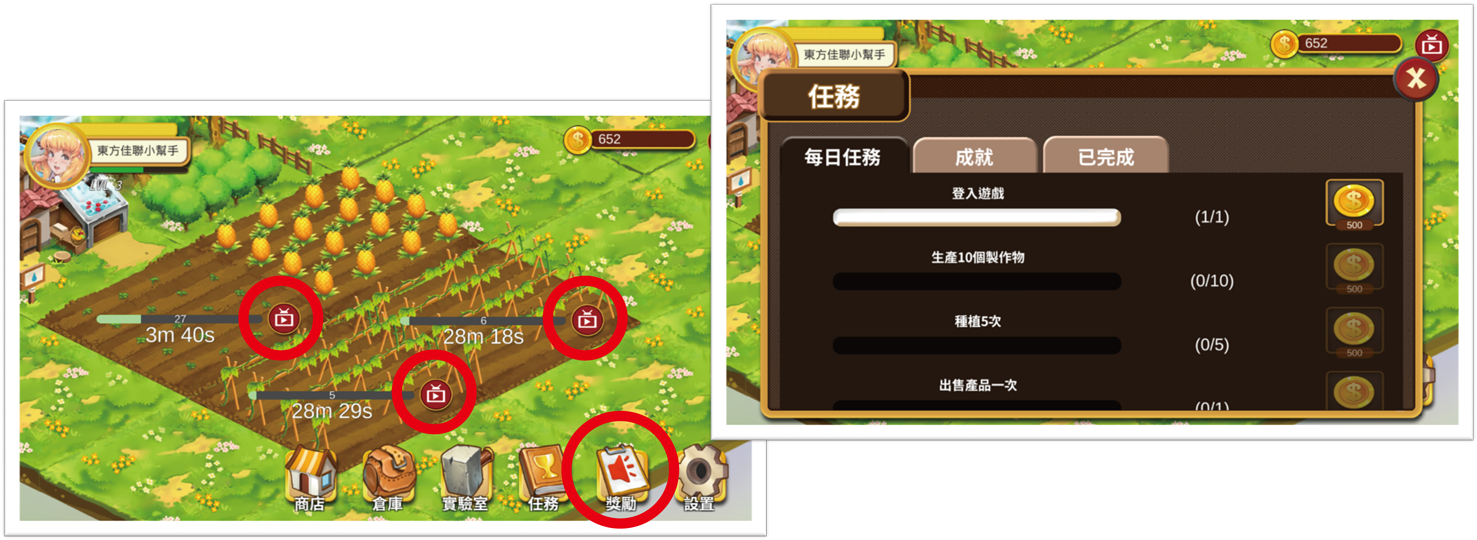 東方佳聯小幫手
LVL 3
652
27
3m 40s
6
28m 18s
5
28m 29s
商店
倉庫
實驗室
任務
獎勵
設置
東方佳聯小幫手
652
任務
每日任務
成就
已完成
登入遊戲
(1/1)
500
生產10個製作物
(0/10)
500
種植5次
(0/5)
500
出售產品一次
(0/1)